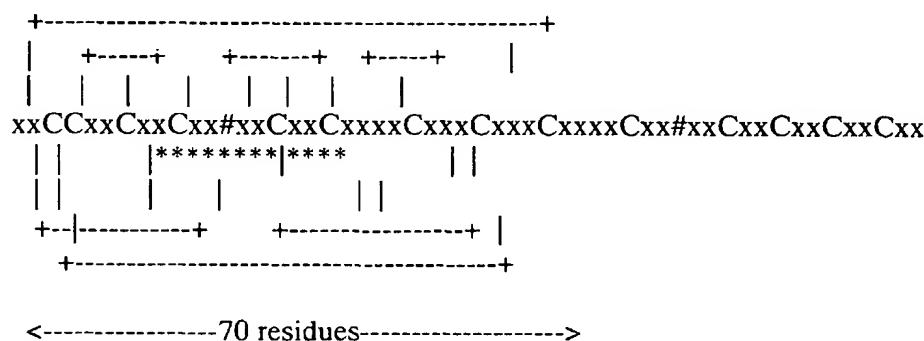 +---------------------------------------------------+
| +-----+ +-------+ +-----+ |
| | | | | | | |
xxCCxxCxxCxx#xxCxxCxxxxCxxxCxxxCxxxxCxx#xxCxxCxxCxxCxx
| | |********|**** | |
| | | | | |
+--|-----------+ +----------------+ |
+--------------------------------------+
<----------------70 residues------------------->